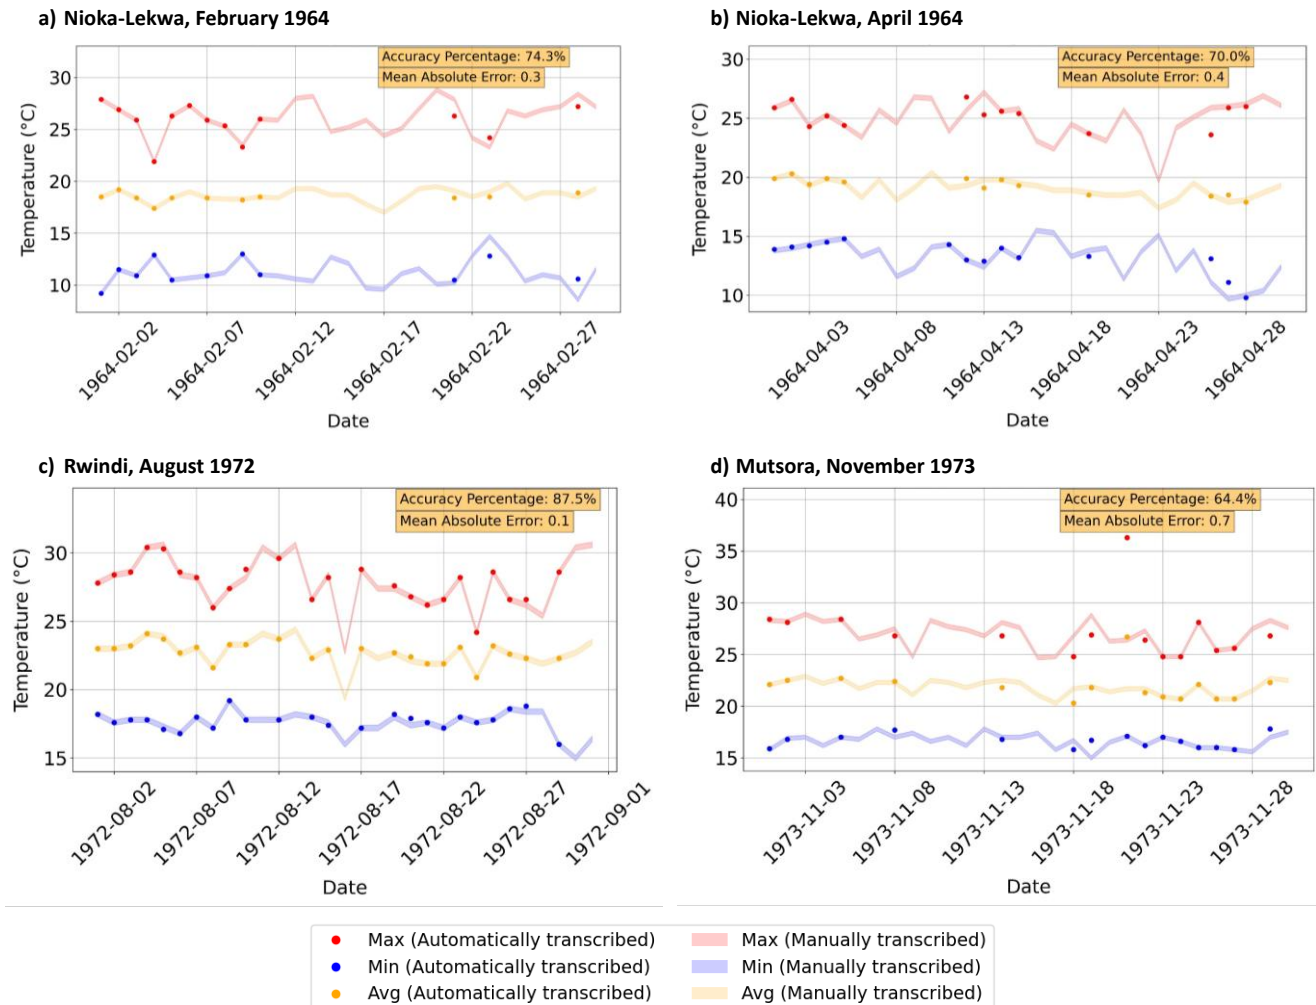 a) Nioka-Lekwa, February 1964
Accuracy Percentage: 74.3%
Mean Absolute Error: 0.3
Temperature (°C)
30
25
20
15
10
1964-02-02
1964-02-07
1964-02-12
1964-02-17
1964-02-22
1964-02-27
Date
b) Nioka-Lekwa, April 1964
Accuracy Percentage: 70.0%
Mean Absolute Error: 0.4
Temperature (°C)
30
25
20
15
10
1964-04-03
1964-04-08
1964-04-13
1964-04-18
1964-04-23
1964-04-28
Date
c) Rwindi, August 1972
Accuracy Percentage: 87.5%
Mean Absolute Error: 0.1
Temperature (°C)
30
25
20
15
1972-08-02
1972-08-07
1972-08-12
1972-08-17
1972-08-22
1972-08-27
1972-09-01
Date
d) Mutsora, November 1973
Accuracy Percentage: 64.4%
Mean Absolute Error: 0.7
Temperature (°C)
40
35
30
25
20
15
1973-11-03
1973-11-08
1973-11-13
1973-11-18
1973-11-23
1973-11-28
Date
Max (Automatically transcribed)
Max (Manually transcribed)
Min (Automatically transcribed)
Min (Manually transcribed)
Avg (Automatically transcribed)
Avg (Manually transcribed)